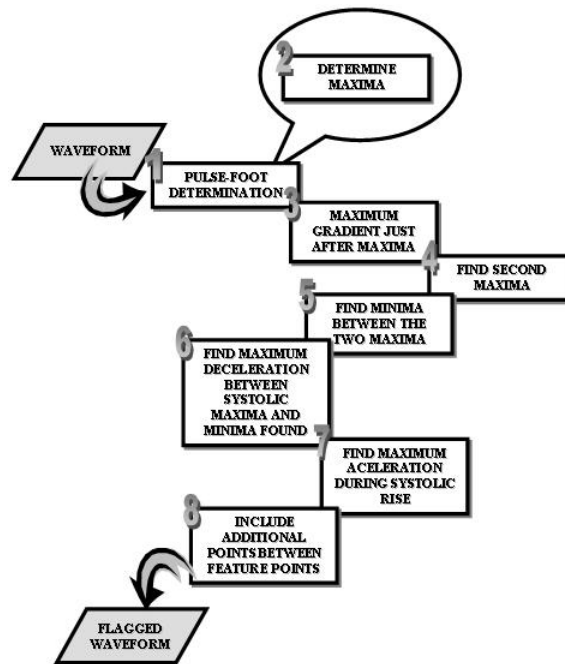 2
DETERMINE
MAXIMA
WAVEFORM
1
PULSE-FOOT
DETERMINATION
3
MAXIMUM
GRADIENT JUST
AFTER MAXIMA
4
FIND SECOND
MAXIMA
5
FIND MINIMA
BETWEEN THE
TWO MAXIMA
6
FIND MAXIMUM
DECELERATION
BETWEEN
SYSTOLIC
MAXIMA AND
MINIMA FOUND
7
FIND MAXIMUM
ACELERATION
DURING SYSTOLIC
RISE
8
INCLUDE
ADDITIONAL
POINTS BETWEEN
FEATURE POINTS
FLAGGED
WAVEFORM